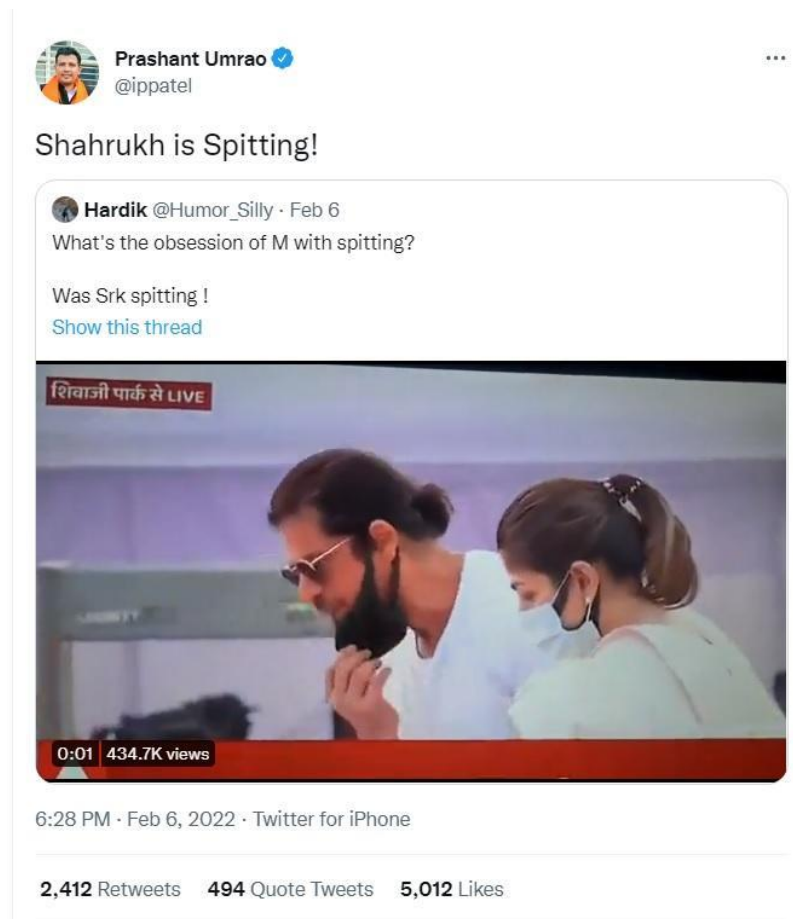 Prashant Umrao
@ippatel
Shahrukh is Spitting!
Hardik @Humor_Silly · Feb 6
What's the obsession of M with spitting?
Was Srk spitting !
Show this thread
शिवाजी पार्क से LIVE
0:01 434.7K views
6:28 PM · Feb 6, 2022 · Twitter for iPhone
2,412 Retweets 494 Quote Tweets 5,012 Likes